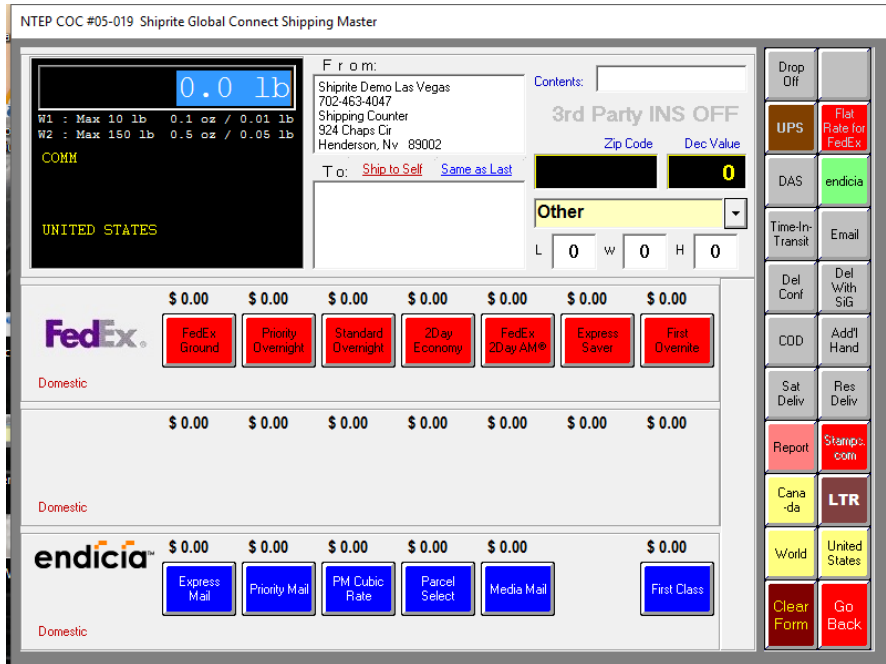 NTEP COC #05-019 Shiprite Global Connect Shipping Master
0.0 lb
W1 : Max 10 lb 0.1 oz / 0.01 lb
W2 : Max 150 lb 0.5 oz / 0.05 lb
COMM
UNITED STATES
From:
Shiprite Demo Las Vegas
702-463-4047
Shipping Counter
924 Chaps Cir
Henderson, Nv 89002
To: Ship to Self Same as Last
Contents:
3rd Party INS OFF
Zip Code Dec Value
0
Other
L 0 W 0 H 0
$ 0.00 $ 0.00 $ 0.00 $ 0.00 $ 0.00 $ 0.00 $ 0.00
FedEx®
FedEx
Ground
Priority
Overnight
Standard
Overnight
2Day
Economy
FedEx
2Day AM®
Express
Saver
First
Overnite
Domestic
$ 0.00 $ 0.00 $ 0.00 $ 0.00 $ 0.00 $ 0.00 $ 0.00
Domestic
endicia™
$ 0.00 $ 0.00 $ 0.00 $ 0.00 $ 0.00 $ 0.00
Express
Mail
Priority Mail
PM Cubic
Rate
Parcel
Select
Media Mail
First Class
Domestic
Drop
Off
UPS
Flat
Rate for
FedEx
DAS
endicia
Time-In-
Transit
Email
Del
Conf
Del
With
SiG
COD
Add'l
Hand
Sat
Deliv
Res
Deliv
Report
Stamps.
com
Cana
-da
LTR
World
United
States
Clear
Form
Go
Back